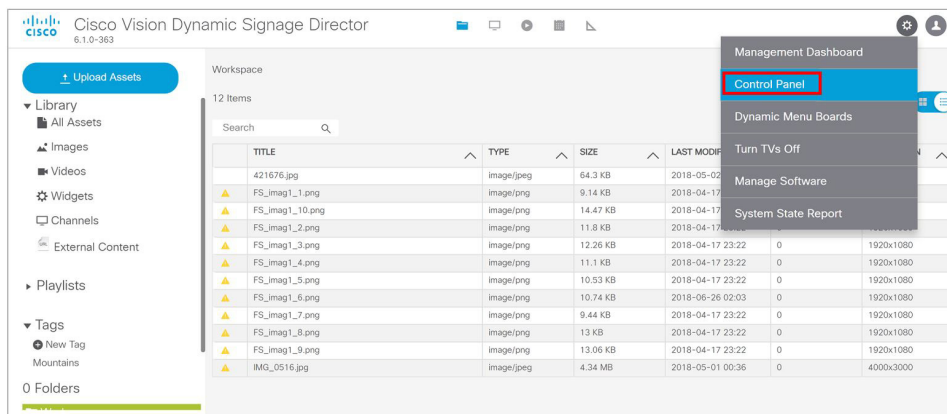 CISCO
Cisco Vision Dynamic Signage Director
6.1.0-363
Management Dashboard
Control Panel
Dynamic Menu Boards
Turn TVs Off
Manage Software
System State Report
Upload Assets
Library
All Assets
Images
Videos
Widgets
Channels
External Content
Playlists
Tags
New Tag
Mountains
0 Folders
Workspace
12 Items
Search
TITLE TYPE SIZE LAST MODIF
421676.jpg image/jpeg 64.3 KB 2018-05-02
FS_imag1_1.png image/png 9.14 KB 2018-04-17
FS_imag1_10.png image/png 14.47 KB 2018-04-17
FS_imag1_2.png image/png 11.8 KB 2018-04-17
FS_imag1_3.png image/png 12.26 KB 2018-04-17 23:22 0 1920x1080
FS_imag1_4.png image/png 11.1 KB 2018-04-17 23:22 0 1920x1080
FS_imag1_5.png image/png 10.53 KB 2018-04-17 23:22 0 1920x1080
FS_imag1_6.png image/png 10.74 KB 2018-06-26 02:03 0 1920x1080
FS_imag1_7.png image/png 9.44 KB 2018-04-17 23:22 0 1920x1080
FS_imag1_8.png image/png 13 KB 2018-04-17 23:22 0 1920x1080
FS_imag1_9.png image/png 13.06 KB 2018-04-17 23:22 0 1920x1080
IMG_0516.jpg image/jpeg 4.34 MB 2018-05-01 00:36 0 4000x3000